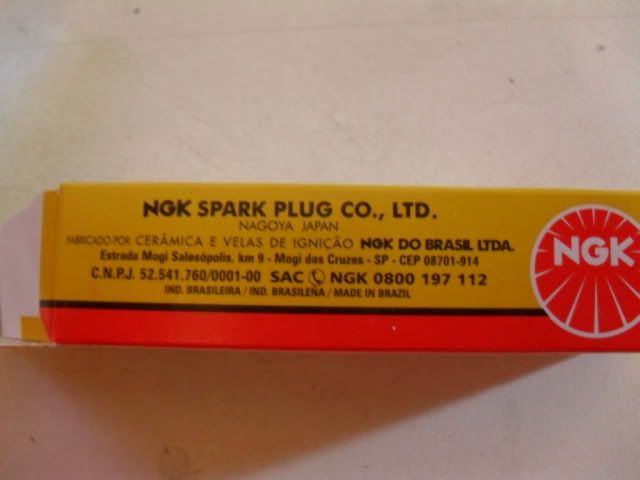 NGK SPARK PLUG CO., LTD.
NAGOYA JAPAN
FABRICADO POR: CERÂMICA E VELAS DE IGNIÇÃO NGK DO BRASIL LTDA.
Estrada Mogi Salesópolis, km 9 - Mogi das Cruzes - SP - CEP 08701-914
C.N.P.J. 52.541.760/0001-00 SAC NGK 0800 197 112
IND. BRASILEIRA / IND. BRASILEÑA / MADE IN BRAZIL
NGK